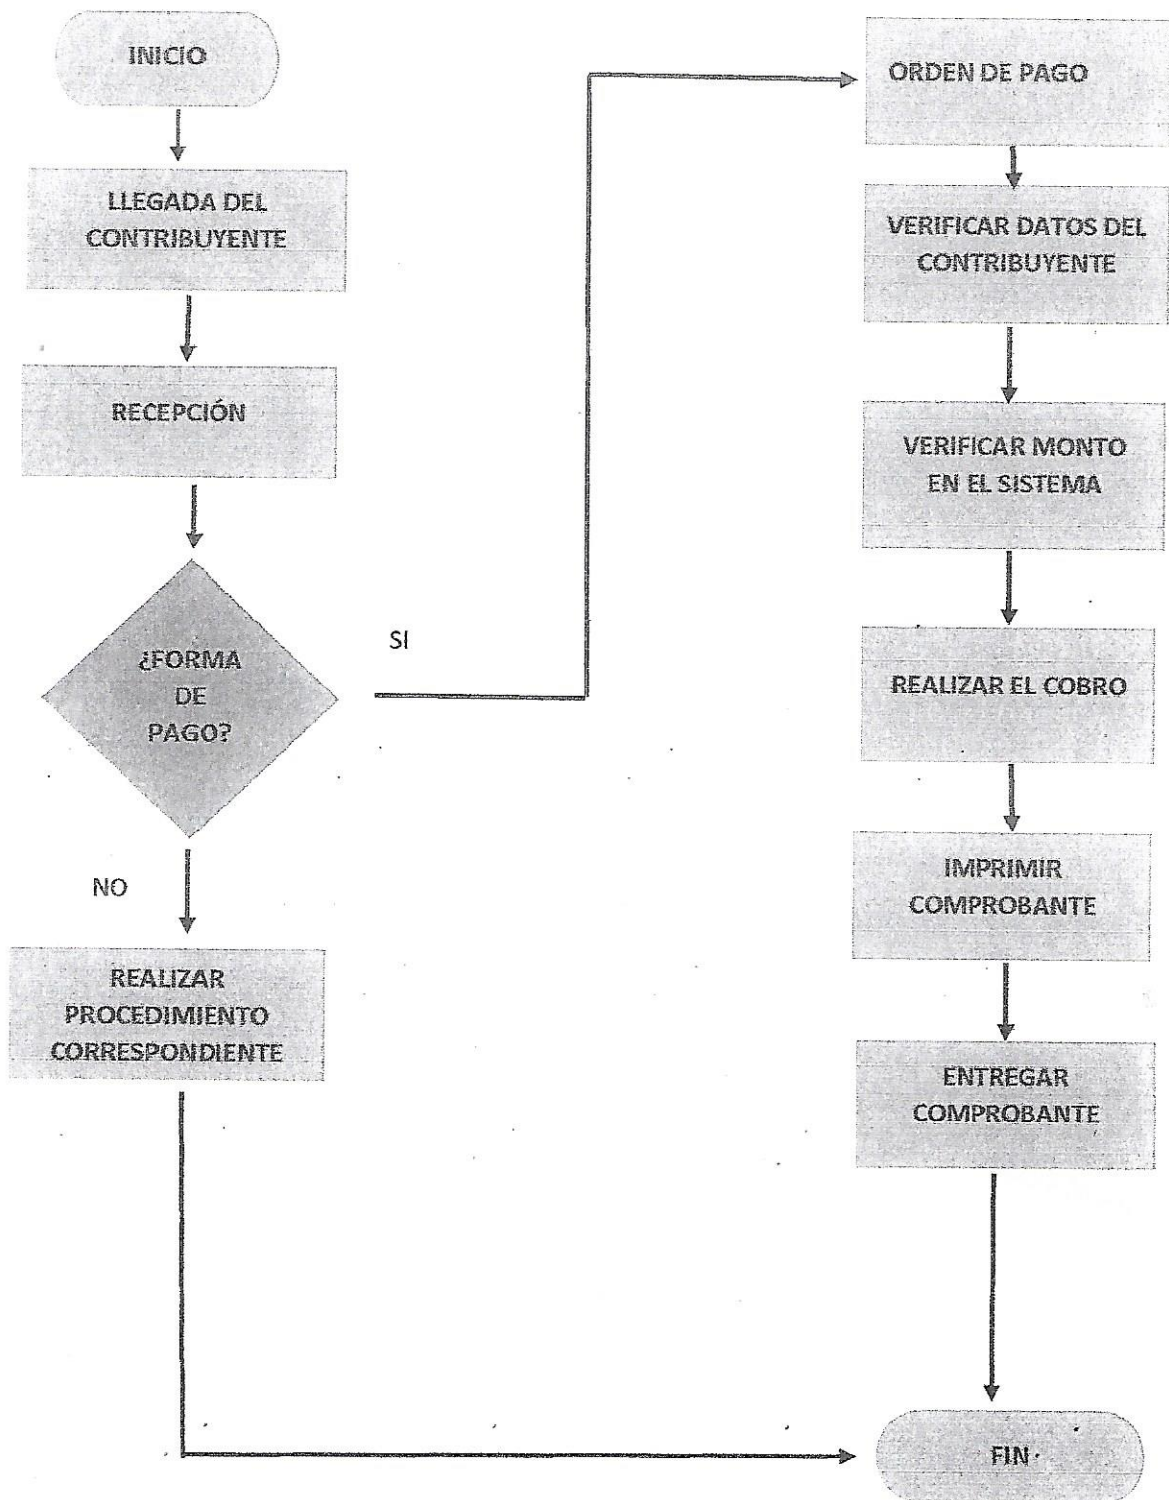 INICIO
LLEGADA DEL
CONTRIBUYENTE
RECEPCIÓN
¿FORMA
DE
PAGO?
SI
NO
REALIZAR
PROCEDIMIENTO
CORRESPONDIENTE
ORDEN DE PAGO
VERIFICAR DATOS DEL
CONTRIBUYENTE
VERIFICAR MONTO
EN EL SISTEMA
REALIZAR EL COBRO
IMPRIMIR
COMPROBANTE
ENTREGAR
COMPROBANTE
FIN